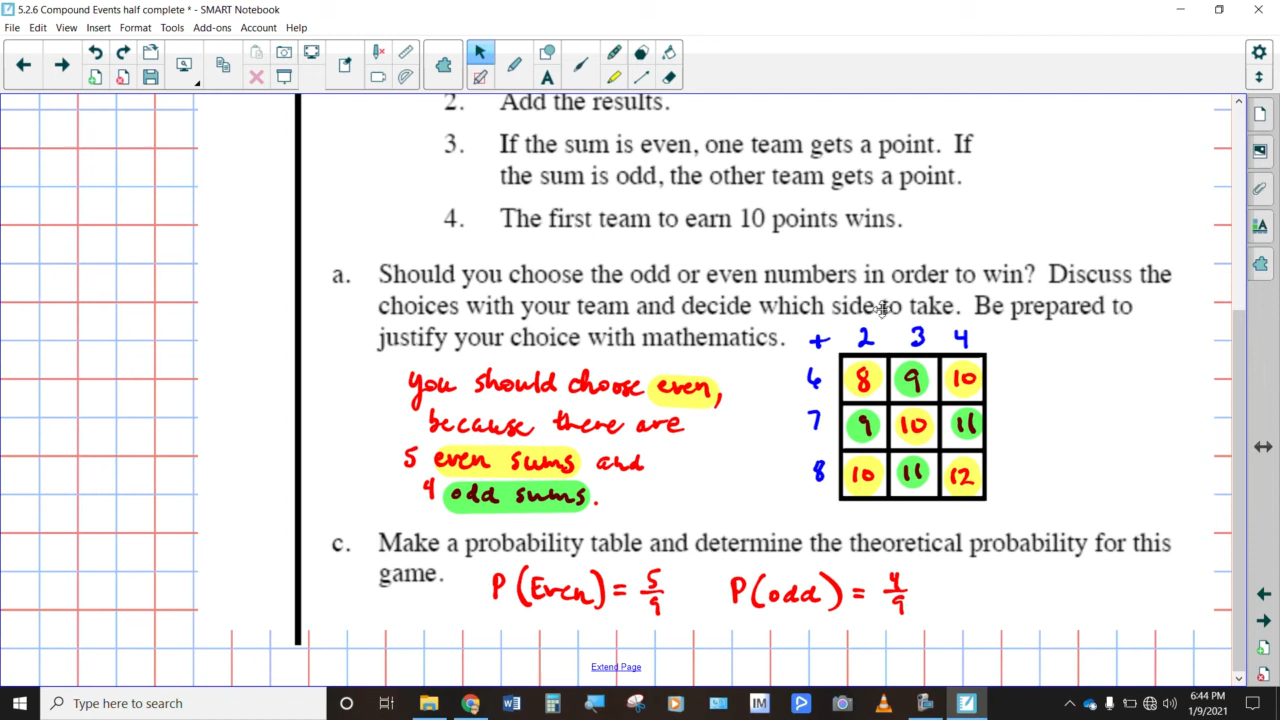 5.2.6 Compound Events half complete * - SMART Notebook
File Edit View Insert Format Tools Add-ons Account Help
2. Add the results.
3. If the sum is even, one team gets a point. If
the sum is odd, the other team gets a point.
4. The first team to earn 10 points wins.
a. Should you choose the odd or even numbers in order to win? Discuss the
choices with your team and decide which side to take. Be prepared to
justify your choice with mathematics.
+ 2 3 4
6 8 9 10
7 9 10 11
8 10 11 12
you should choose even,
because there are
5 even sums and
4 odd sums.
c. Make a probability table and determine the theoretical probability for this
game.
P(Even) = 5/9 P(odd) = 4/9
Extend Page
Type here to search
6:44 PM
1/9/2021